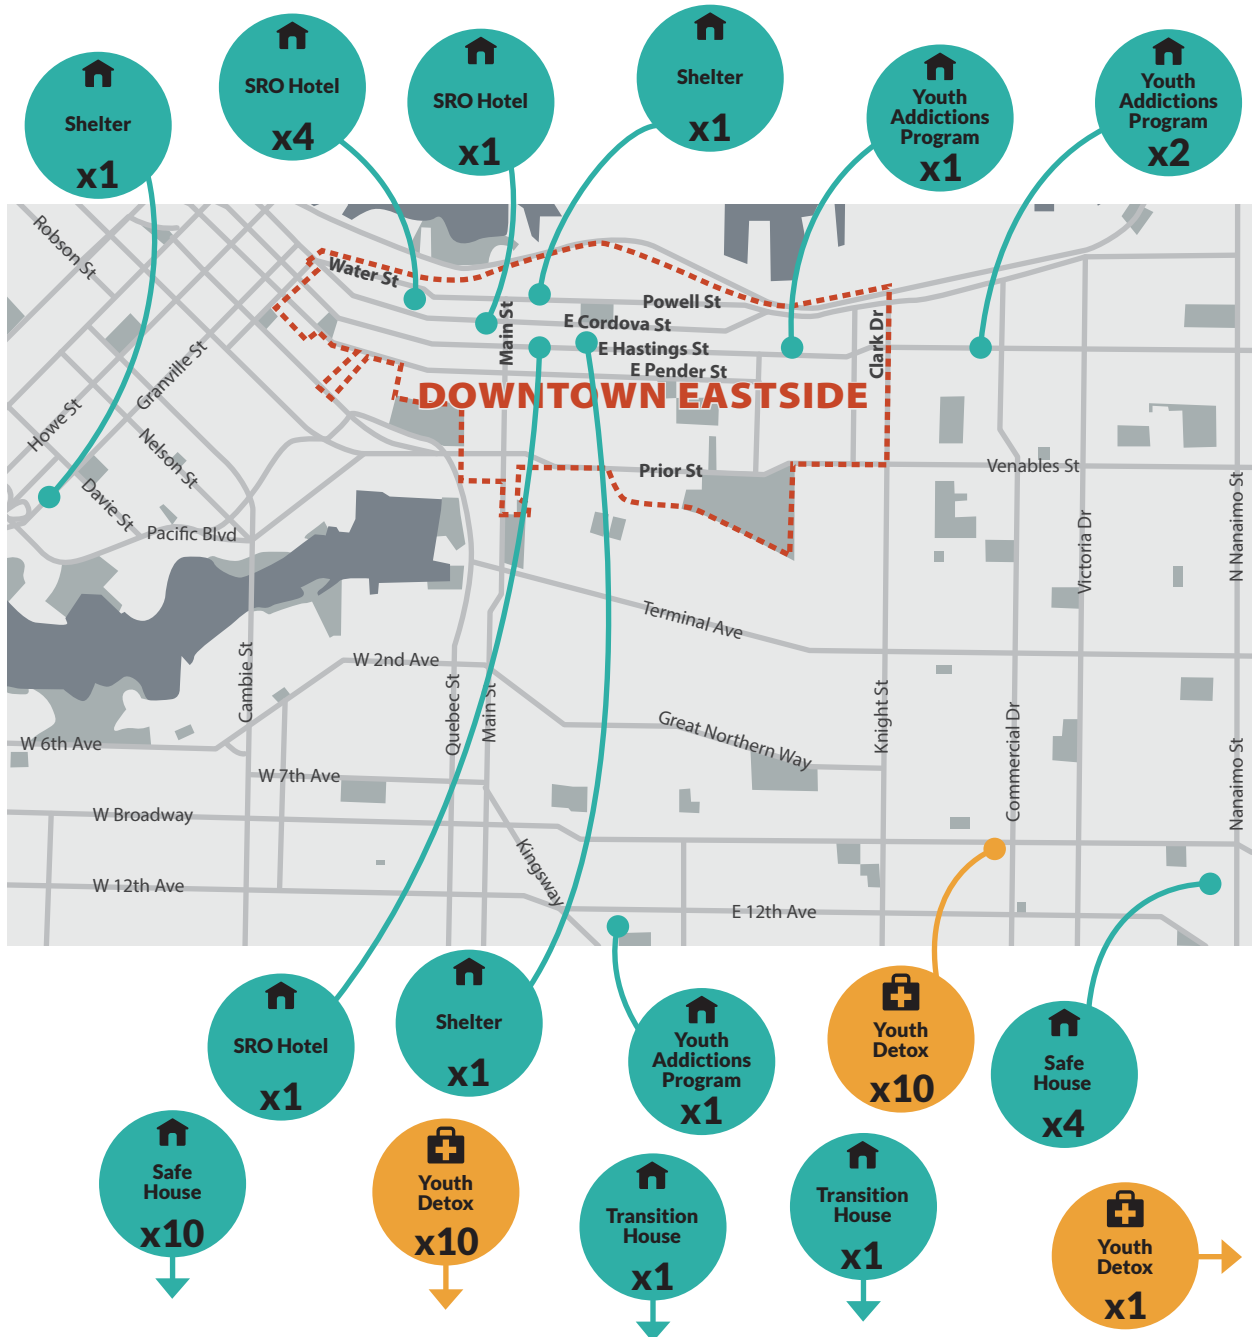 Shelter
x1
SRO Hotel
x4
SRO Hotel
x1
Shelter
x1
Youth
Addictions
Program
x1
Youth
Addictions
Program
x2
Robson St
Water St
Powell St
Main St
E Cordova St
E Hastings St
E Pender St
Clark Dr
DOWNTOWN EASTSIDE
Granville St
Howe St
Nelson St
Davie St
Pacific Blvd
Prior St
Venables St
N Nanaimo St
Victoria Dr
Terminal Ave
W 2nd Ave
Cambie St
Quebec St
Main St
Knight St
Commercial Dr
Nanaimo St
Great Northern Way
W 6th Ave
W 7th Ave
W Broadway
Kingsway
W 12th Ave
E 12th Ave
SRO Hotel
x1
Shelter
x1
Youth
Addictions
Program
x1
Youth
Detox
x10
Safe
House
x4
Safe
House
x10
Youth
Detox
x10
Transition
House
x1
Transition
House
x1
Youth
Detox
x1